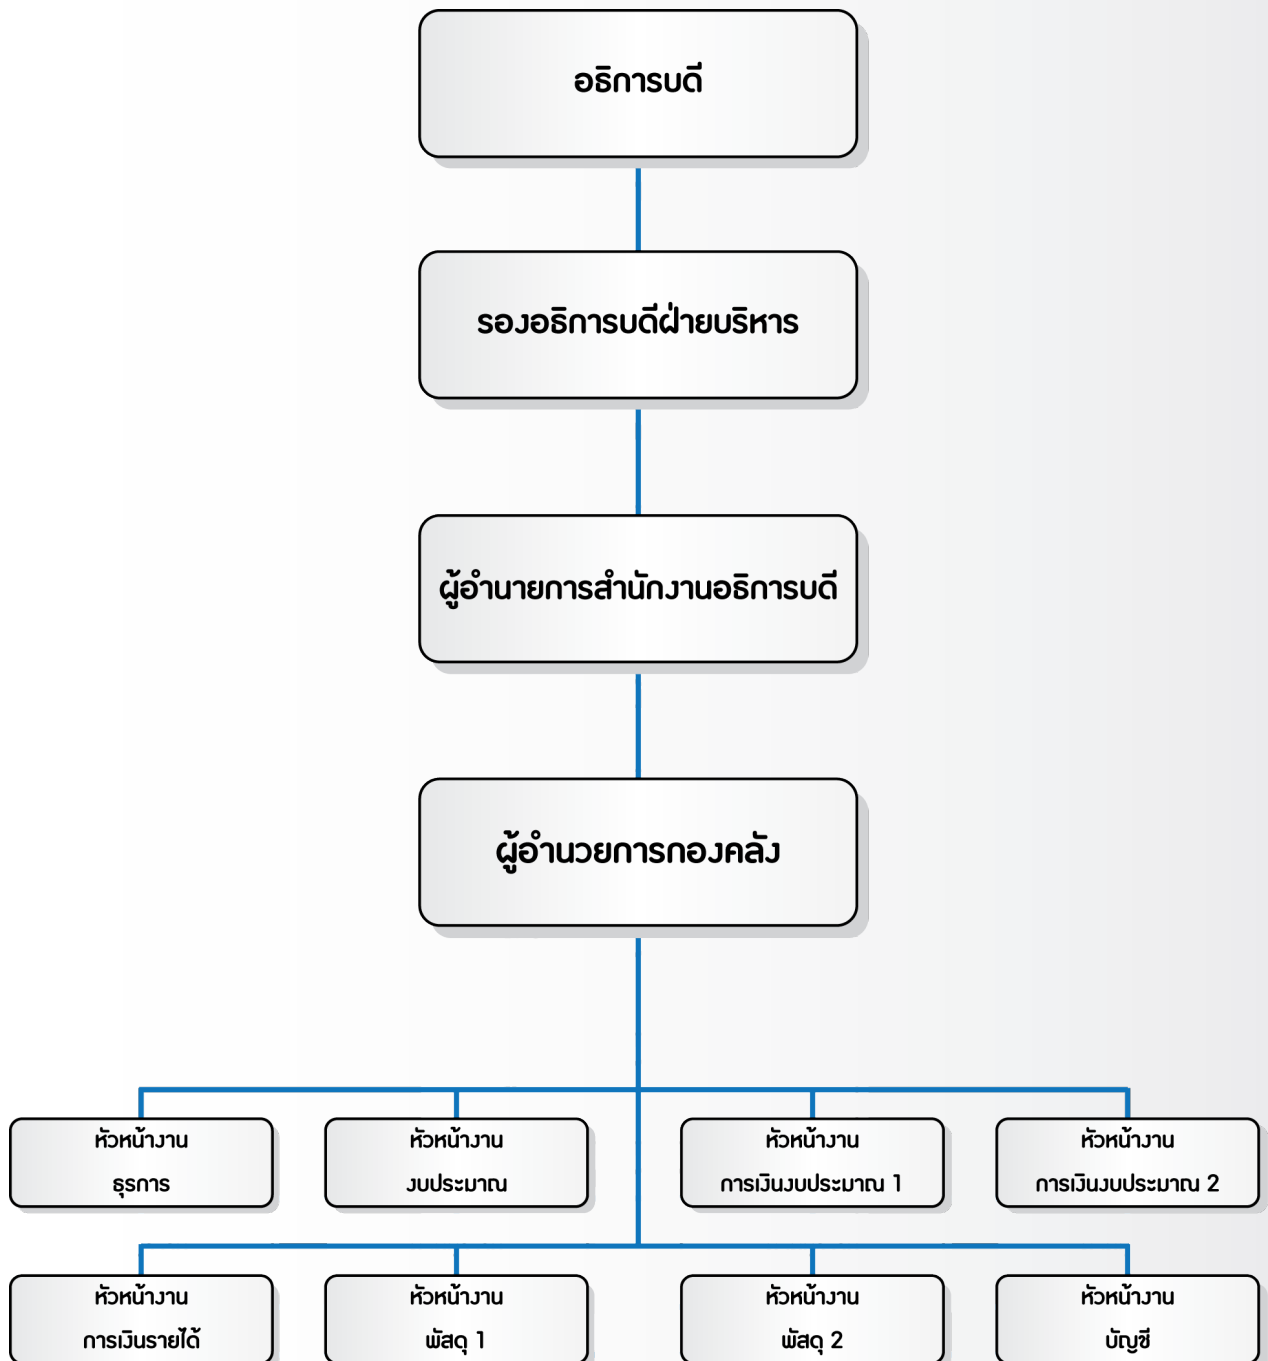 อธิการบดี
รองอธิการบดีฝ่ายบริหาร
ผู้อำนายการสำนักงานอธิการบดี
ผู้อำนวยการกองคลัง
หัวหน้างาน
ธุรการ
หัวหน้างาน
งบประมาณ
หัวหน้างาน
การเงินงบประมาณ 1
หัวหน้างาน
การเงินงบประมาณ 2
หัวหน้างาน
การเงินรายได้
หัวหน้างาน
พัสดุ 1
หัวหน้างาน
พัสดุ 2
หัวหน้างาน
บัญชี